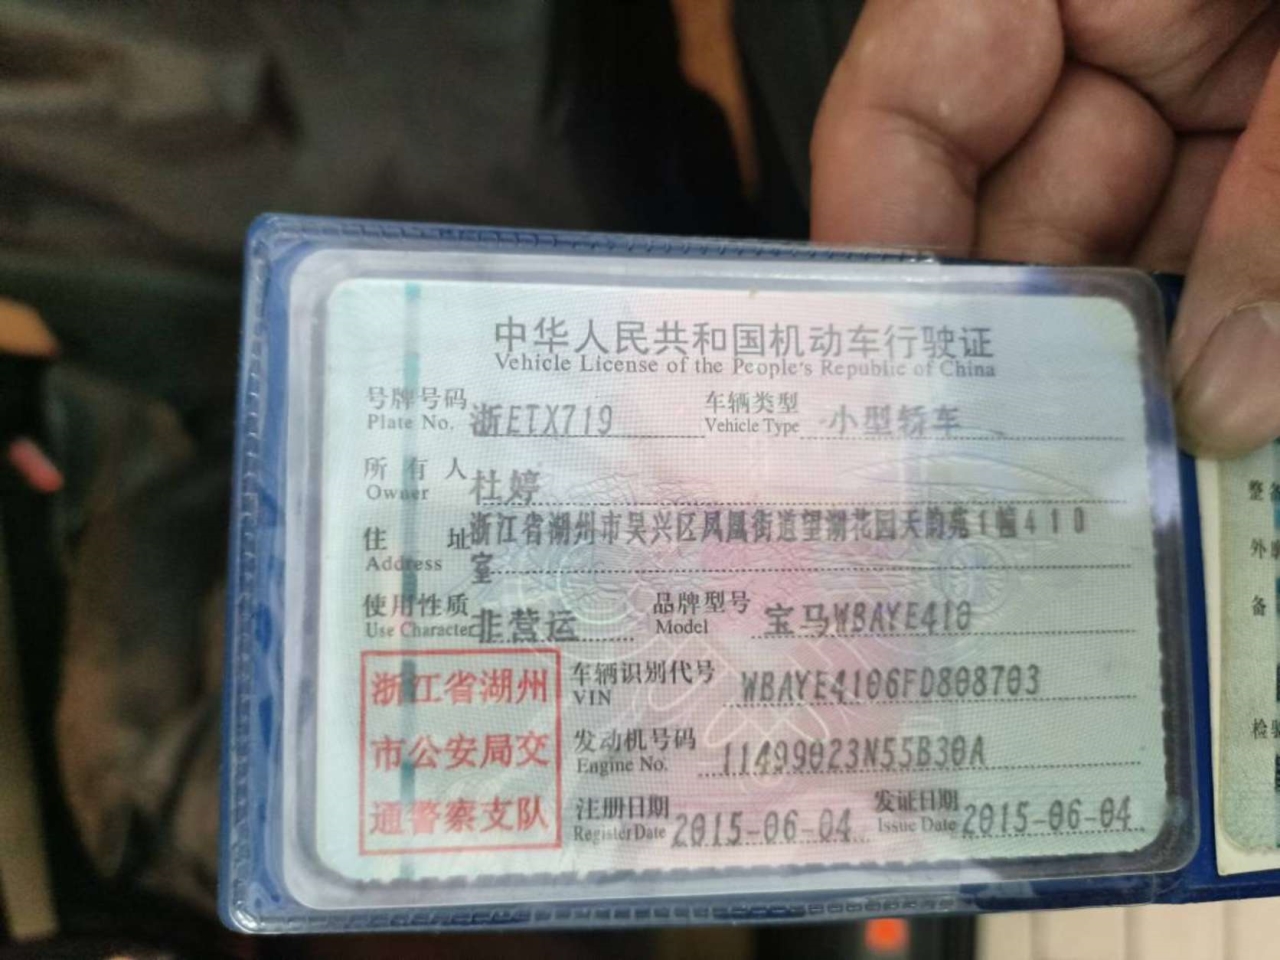 中华人民共和国机动车行驶证
Vehicle License of the People's Republic of China
号牌号码 浙ETX719 车辆类型 小型轿车
Plate No. Vehicle Type
所有人 杜婷
Owner
住址 浙江省湖州市吴兴区凤凰街道望湖花园天韵苑1幢410
Address 室
使用性质 非营运 品牌型号 宝马WBAYE410
Use Character Model
浙江省湖州 车辆识别代号 WBAYE4106FD808703
VIN
市公安局交 发动机号码 11499023N55B30A
Engine No.
通警察支队 注册日期 2015-06-04 发证日期 2015-06-04
Register Date Issue Date
整
外
备
检验